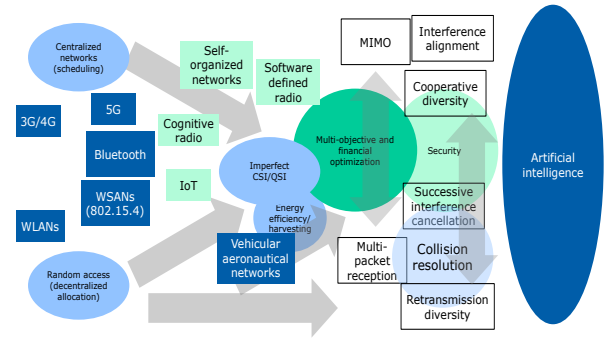 Centralized
networks
(scheduling)
Self-
organized
networks
Software
defined
radio
MIMO
Interference
alignment
3G/4G
5G
Cognitive
radio
Cooperative
diversity
Bluetooth
Multi-objective and
financial
optimization
Security
Imperfect
CSI/QSI
Artificial
intelligence
IoT
WSANs
(802.15.4)
Energy
efficiency/
harvesting
Successive
interference
cancellation
WLANs
Vehicular
aeronautical
networks
Multi-
packet
reception
Collision
resolution
Random access
(decentralized
allocation)
Retransmission
diversity